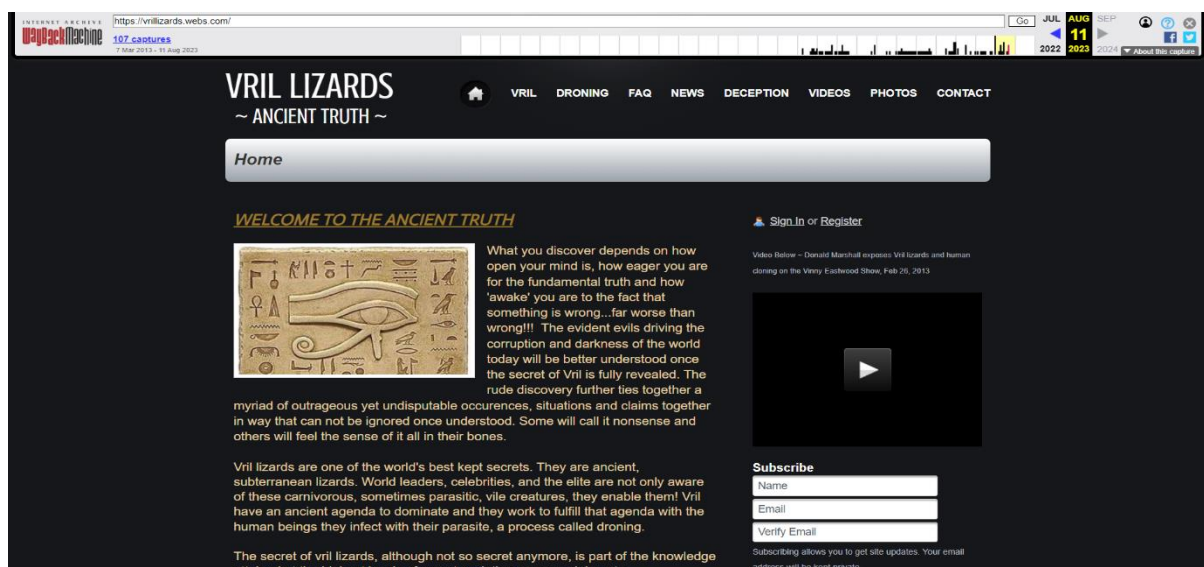 INTERNET ARCHIVE
WayBackMachine
https://vrillizards.webs.com/
Go
JUL AUG SEP
107 captures
11
7 Mar 2013 - 11 Aug 2023
2022 2023 2024
About this capture
VRIL LIZARDS
~ ANCIENT TRUTH ~
VRIL DRONING FAQ NEWS DECEPTION VIDEOS PHOTOS CONTACT
Home
WELCOME TO THE ANCIENT TRUTH
What you discover depends on how
open your mind is, how eager you are
for the fundamental truth and how
'awake' you are to the fact that
something is wrong...far worse than
wrong!!! The evident evils driving the
corruption and darkness of the world
today will be better understood once
the secret of Vril is fully revealed. The
rude discovery further ties together a
myriad of outrageous yet undisputable occurences, situations and claims together
in way that can not be ignored once understood. Some will call it nonsense and
others will feel the sense of it all in their bones.
Vril lizards are one of the world's best kept secrets. They are ancient,
subterranean lizards. World leaders, celebrities, and the elite are not only aware
of these carnivorous, sometimes parasitic, vile creatures, they enable them! Vril
have an ancient agenda to dominate and they work to fulfill that agenda with the
human beings they infect with their parasite, a process called droning.
The secret of vril lizards, although not so secret anymore, is part of the knowledge
Sign In or Register
Video Below – Donald Marshall exposes Vril lizards and human
cloning on the Vinny Eastwood Show, Feb 26, 2013
Subscribe
Name
Email
Verify Email
Subscribing allows you to get site updates. Your email
address will be kept private